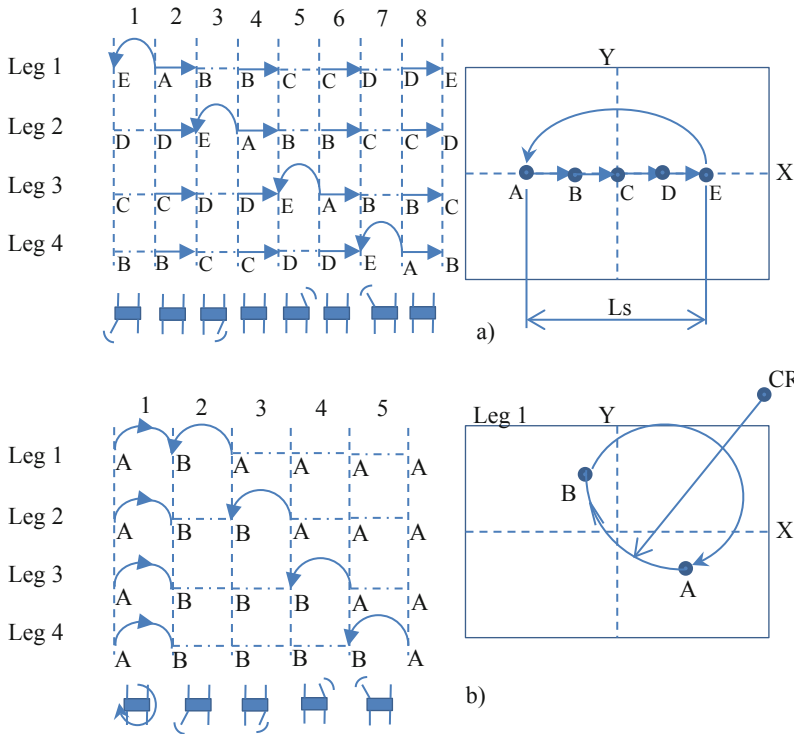 1 2 3 4 5 6 7 8
Leg 1
E A B B C C D D E
Leg 2
D D E A B B C C D
Leg 3
C C D D E A B B C
Leg 4
B B C C D D E A B
Y
X
A B C D E
Ls
a)
1 2 3 4 5
Leg 1
A B A A A A
Leg 2
A B B A A A
Leg 3
A B B B A A
Leg 4
A B B B B A
CR
Leg 1 Y
B
X
A
b)